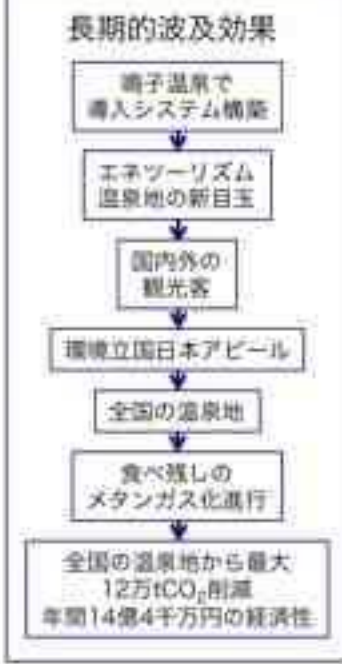 長期的波及効果
鳴子温泉で
導入システム構築
エネツーリズム
温泉地の新目玉
国内外の
観光客
環境立国日本アピール
全国の温泉地
食べ残しの
メタンガス化進行
全国の温泉地から最大
12万tCO₂削減
年間14億4千万円の経済性